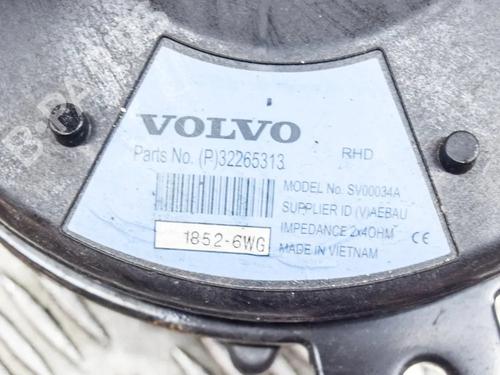 VOLVO
Parts No. (P)32265313 RHD
MODEL No. SV00034A
SUPPLIER ID (V)AEBAU
IMPEDANCE 2x4OHM
1852-6WG MADE IN VIETNAM CE
B-PARTS